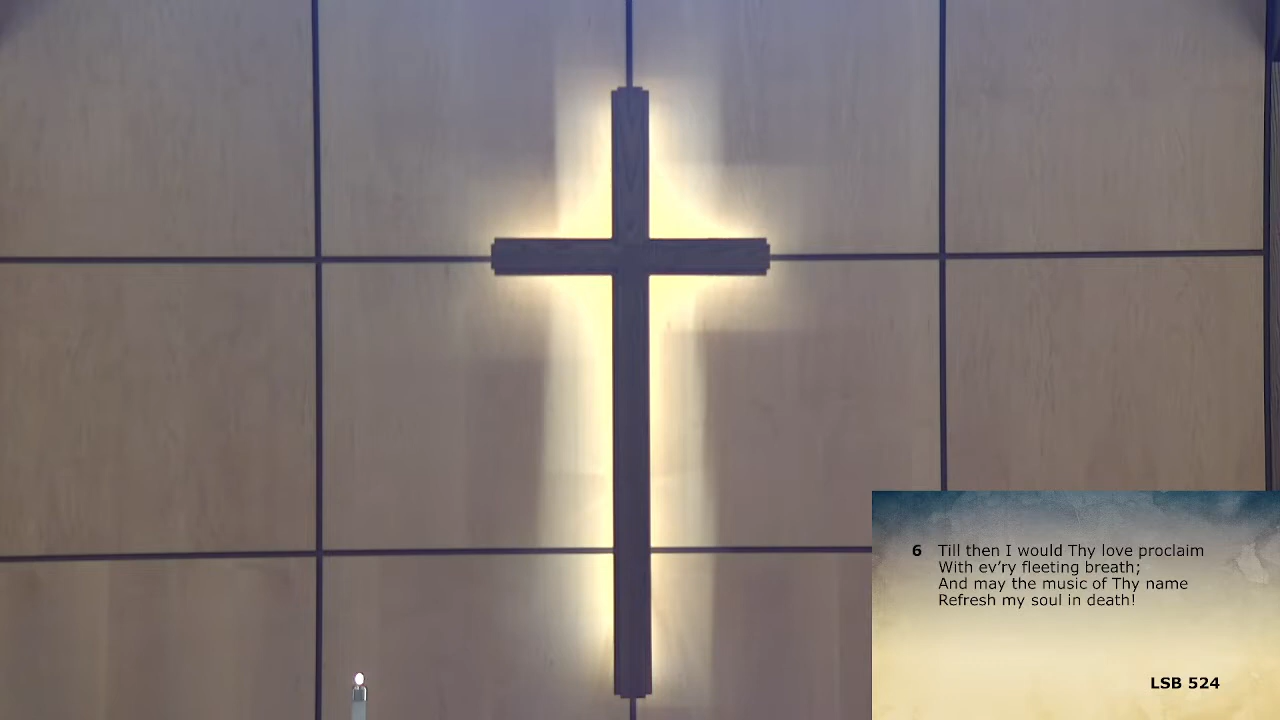 6 Till then I would Thy love proclaim
With ev’ry fleeting breath;
And may the music of Thy name
Refresh my soul in death!
LSB 524